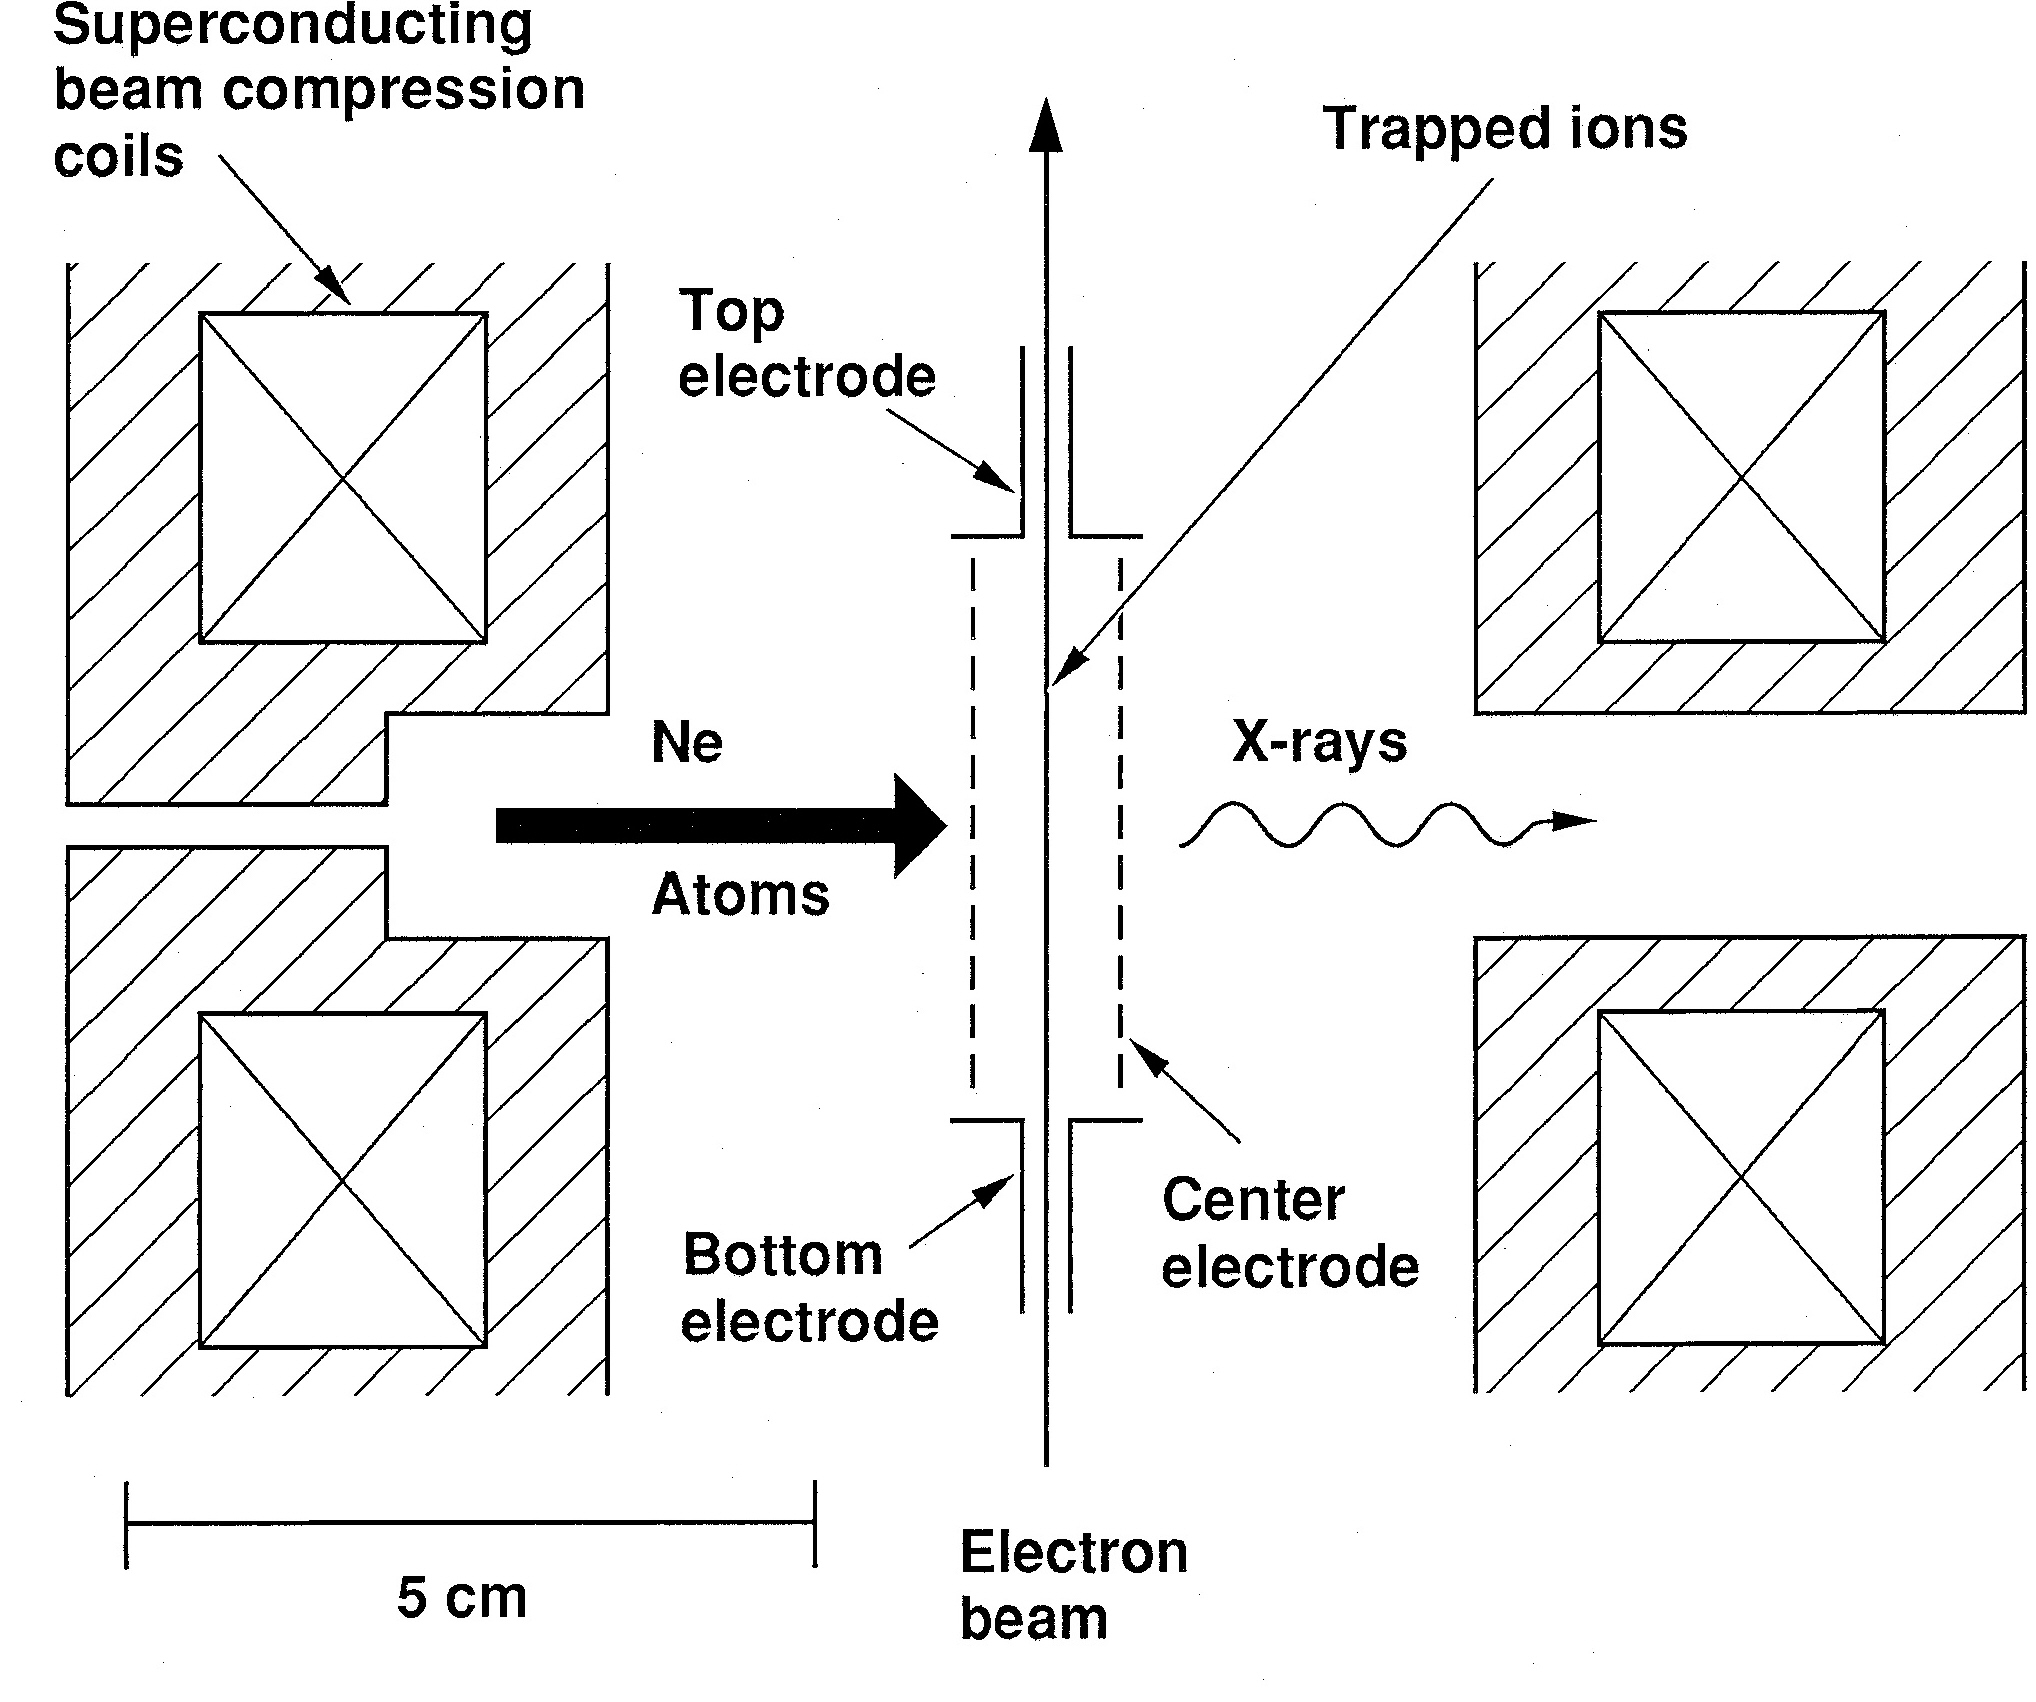 Superconducting
beam compression
coils
Trapped ions
Top
electrode
Ne
Atoms
X-rays
Center
electrode
Bottom
electrode
5 cm
Electron
beam